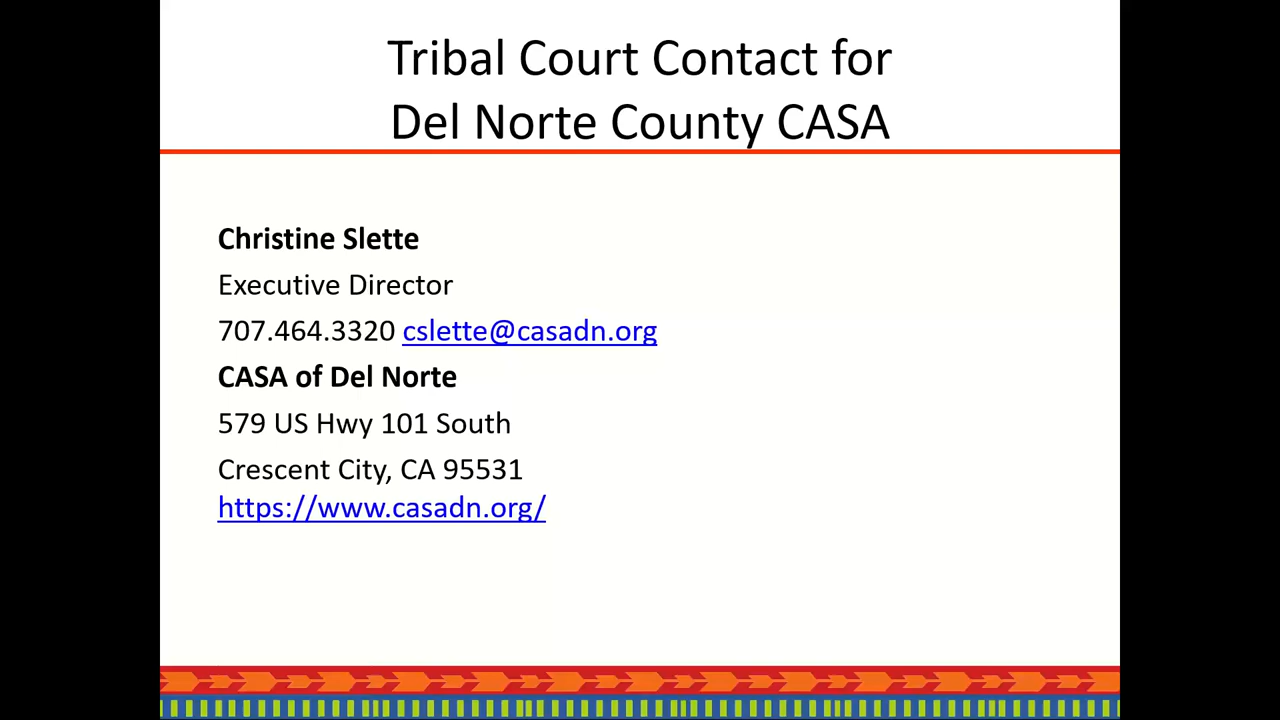 Tribal Court Contact for
Del Norte County CASA
Christine Slette
Executive Director
707.464.3320 cslette@casadn.org
CASA of Del Norte
579 US Hwy 101 South
Crescent City, CA 95531
https://www.casadn.org/